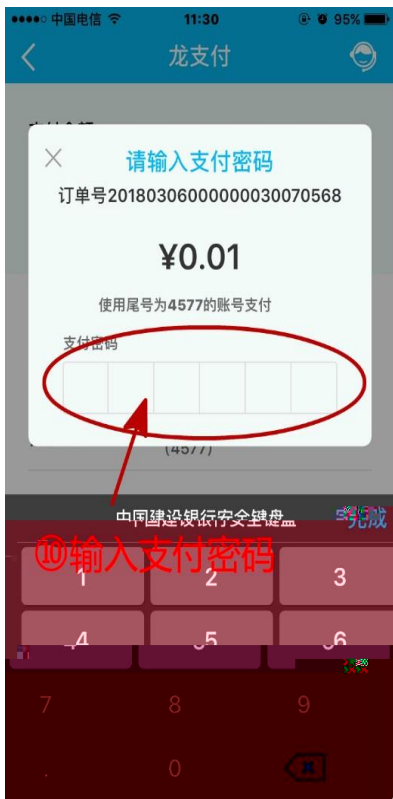 中国电信 11:30 95%
龙支付
请输入支付密码
订单号20180306000000030070568
¥0.01
使用尾号为4577的账号支付
支付密码
(4577)
中国建设银行安全键盘 完成
⑩输入支付密码
1 2 3
4 5 6
7 8 9
. 0